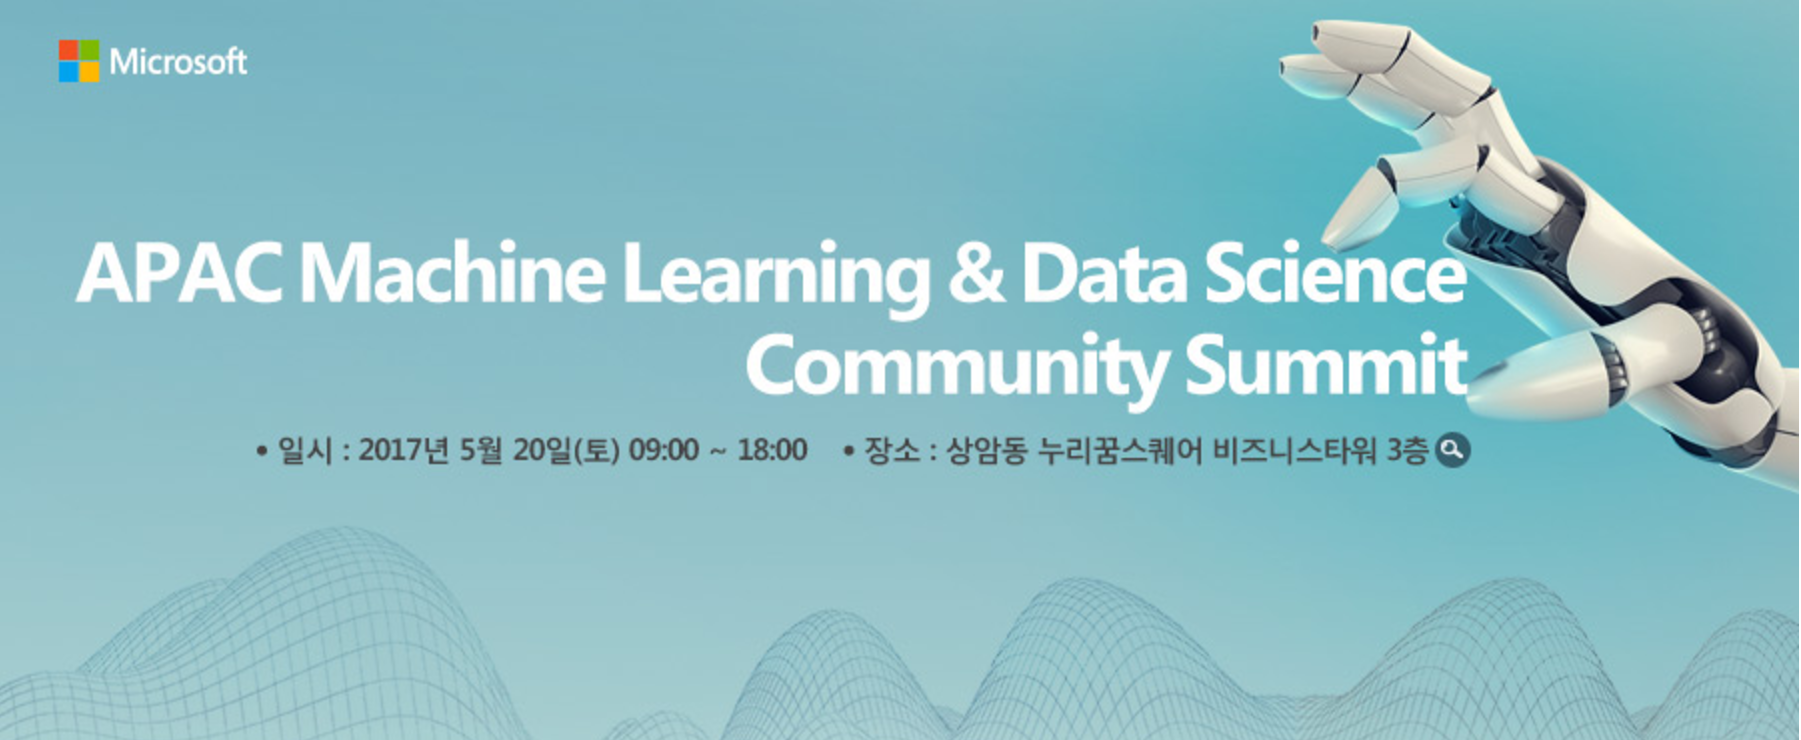 Microsoft
APAC Machine Learning & Data Science
Community Summit
• 일시 : 2017년 5월 20일(토) 09:00 ~ 18:00 • 장소 : 상암동 누리꿈스퀘어 비즈니스타워 3층